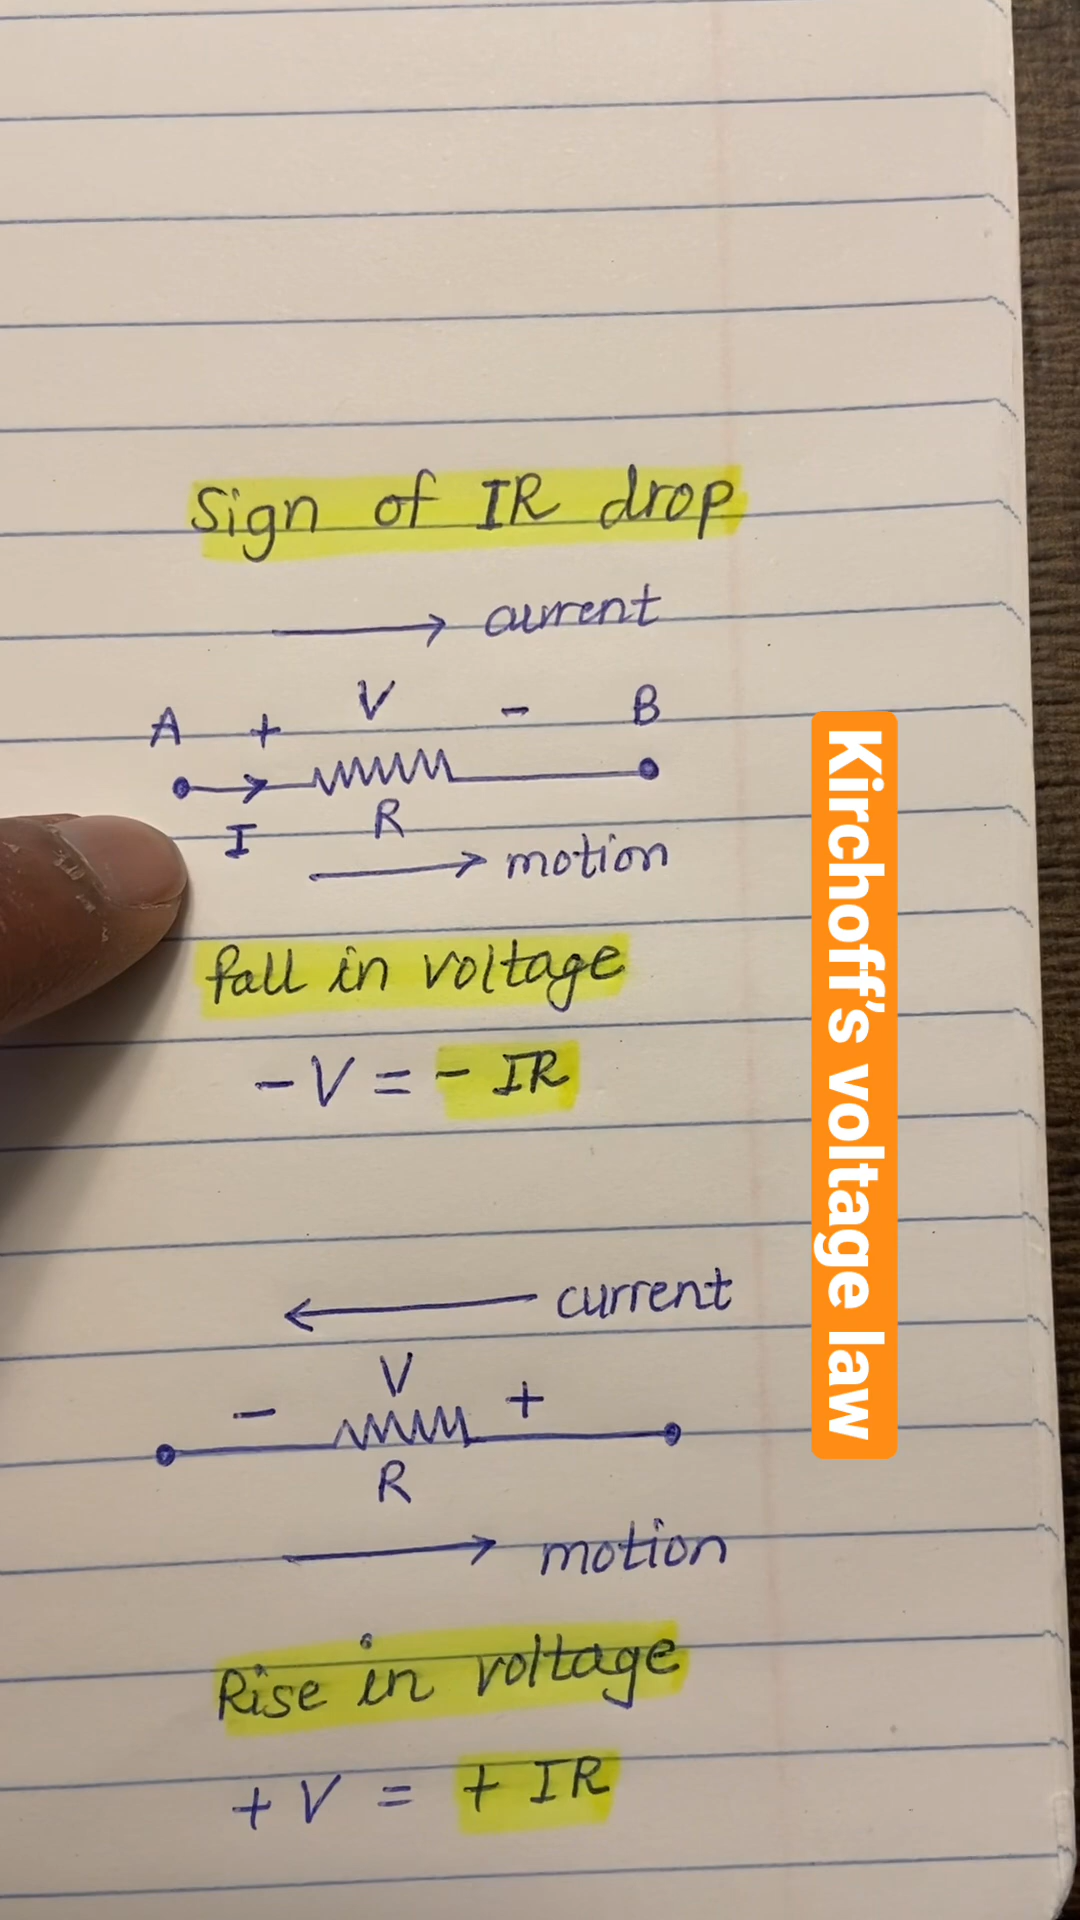 Sign of IR drop
current
A + V - B
I R
motion
fall in voltage
- V = - IR
current
- V +
R
motion
Rise in voltage
+ V = + IR
Kirchoff's voltage law